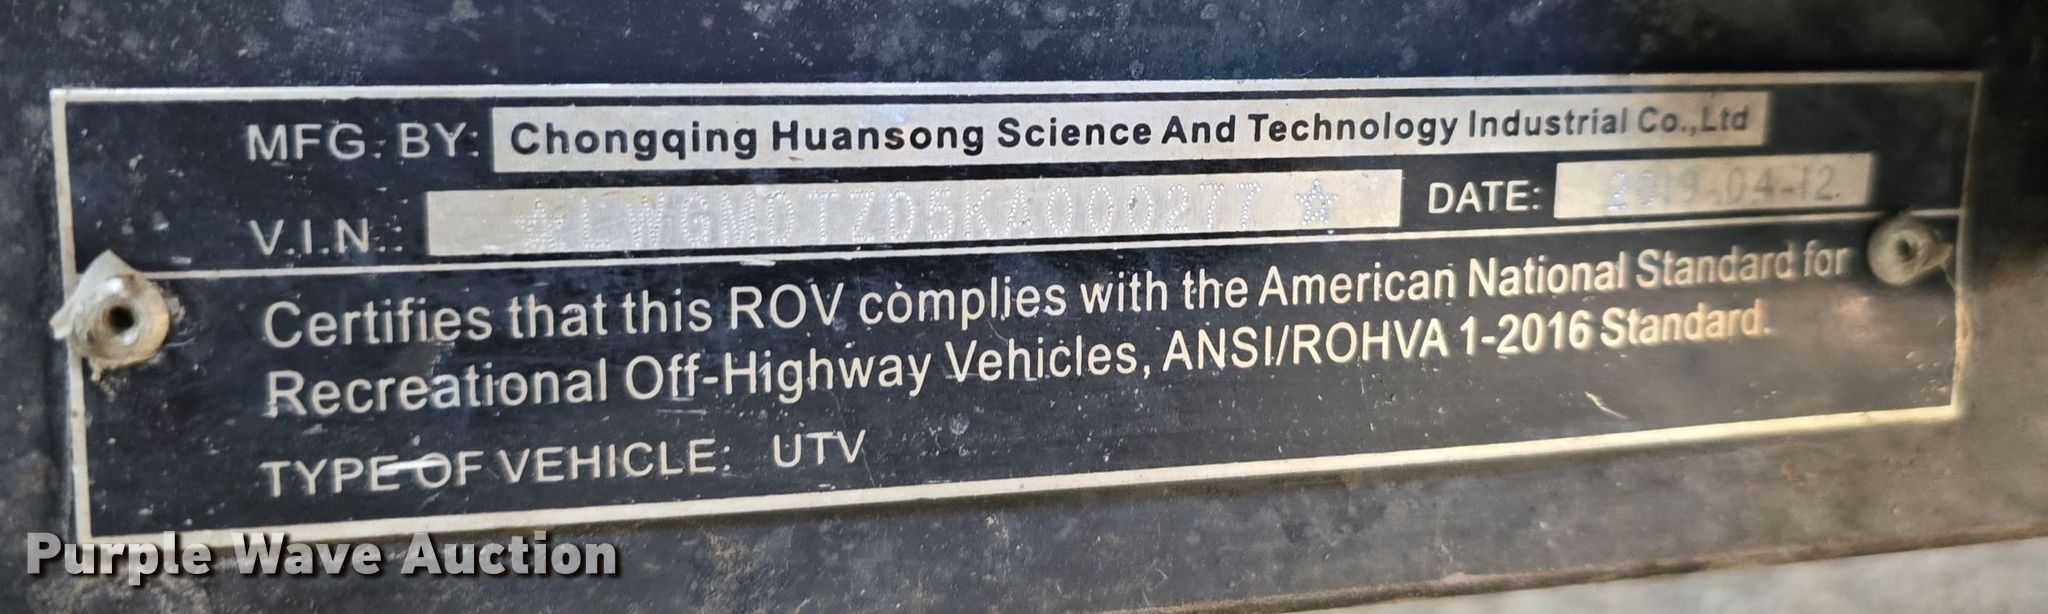 MFG. BY: Chongqing Huansong Science And Technology Industrial Co.,Ltd
V.I.N.: ☆LWGMDTZD5KA000277☆ DATE: 2019-04-12
Certifies that this ROV complies with the American National Standard for
Recreational Off-Highway Vehicles, ANSI/ROHVA 1-2016 Standard.
TYPE OF VEHICLE: UTV
Purple Wave Auction